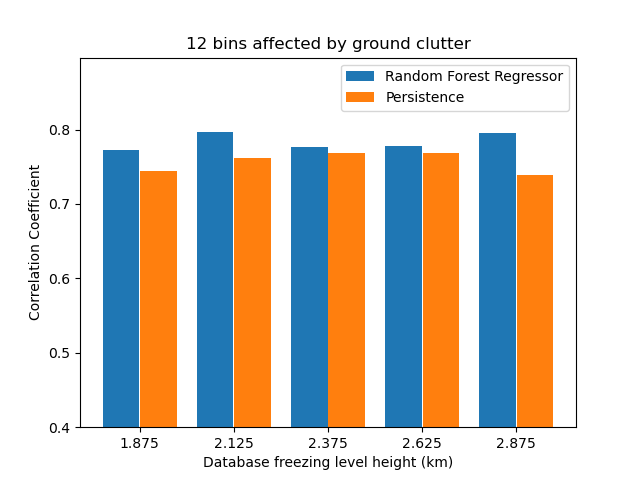 12 bins affected by ground clutter
Random Forest Regressor
Persistence
Correlation Coefficient
0.8
0.7
0.6
0.5
0.4
1.875
2.125
2.375
2.625
2.875
Database freezing level height (km)